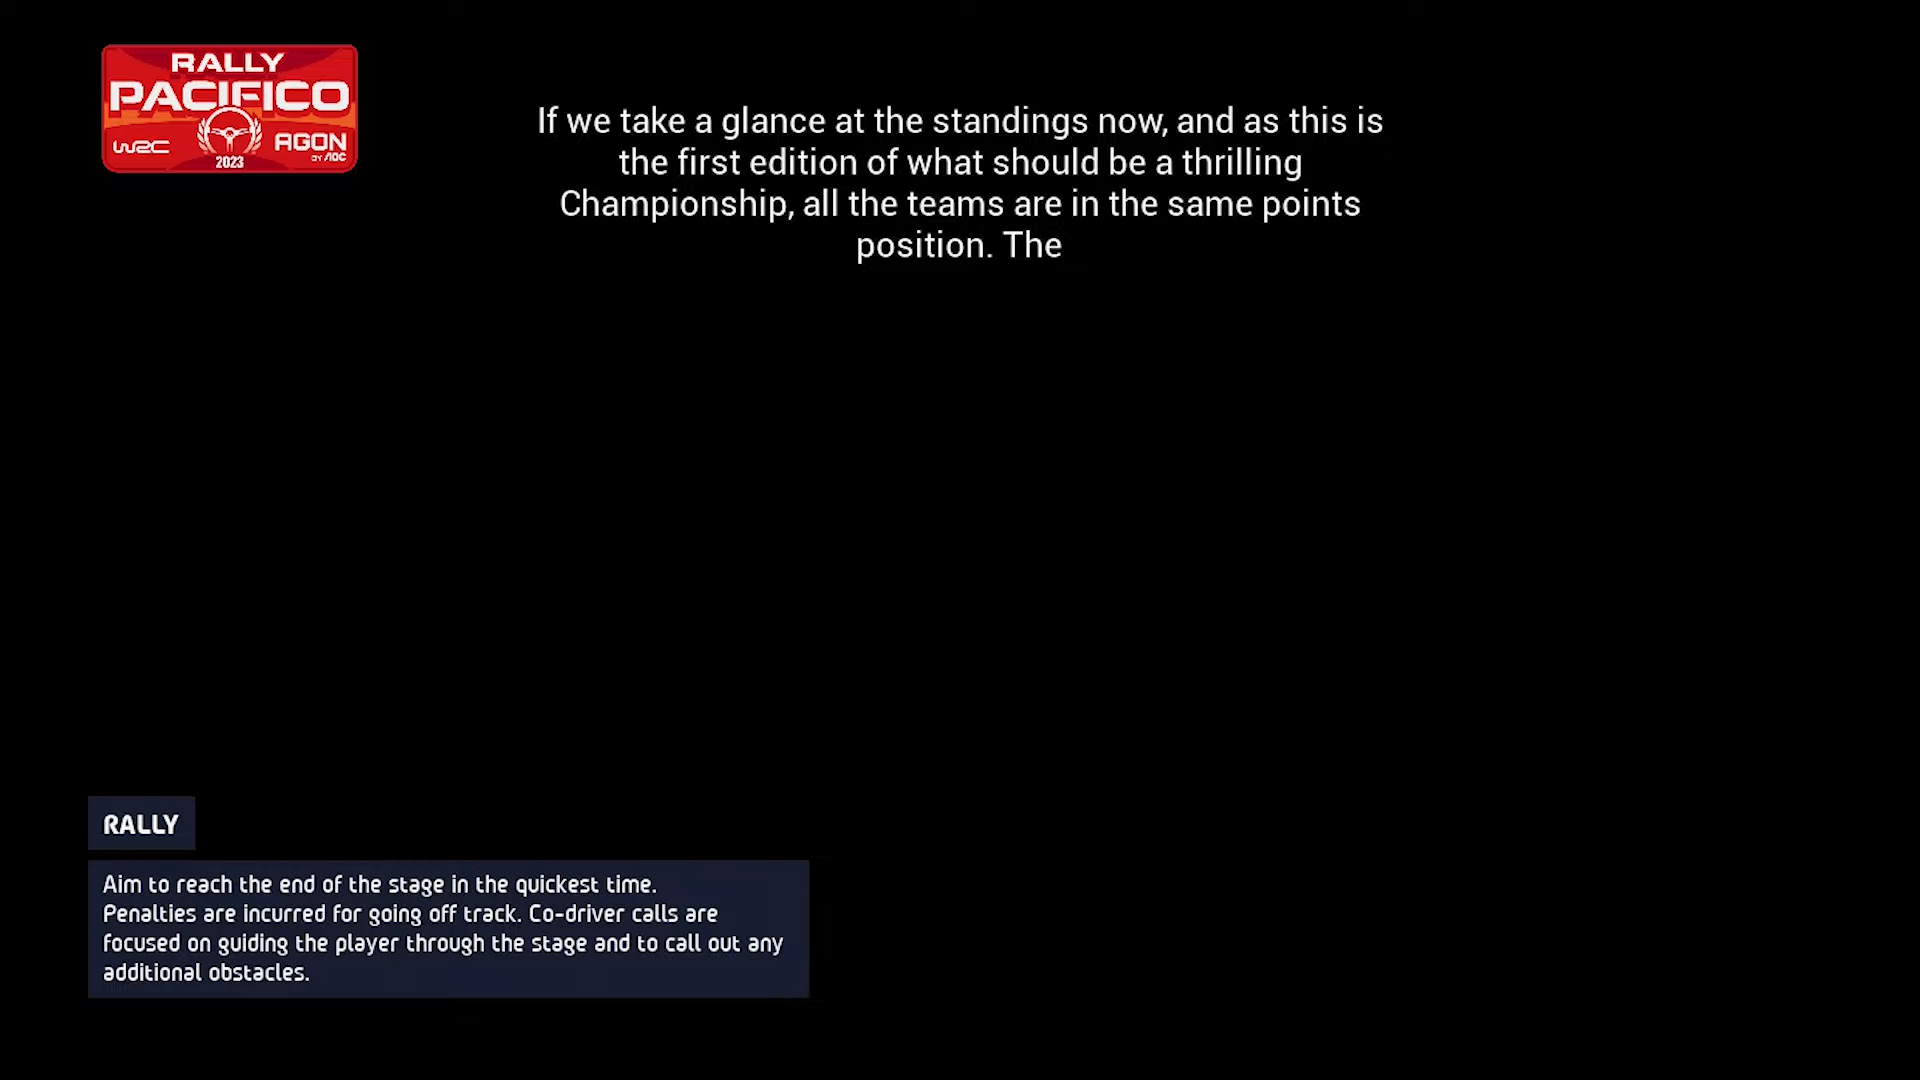 RALLY
PACIFICO
WRC
2023
AGON
BY AOC
If we take a glance at the standings now, and as this is
the first edition of what should be a thrilling
Championship, all the teams are in the same points
position. The
RALLY
Aim to reach the end of the stage in the quickest time.
Penalties are incurred for going off track. Co-driver calls are
focused on guiding the player through the stage and to call out any
additional obstacles.